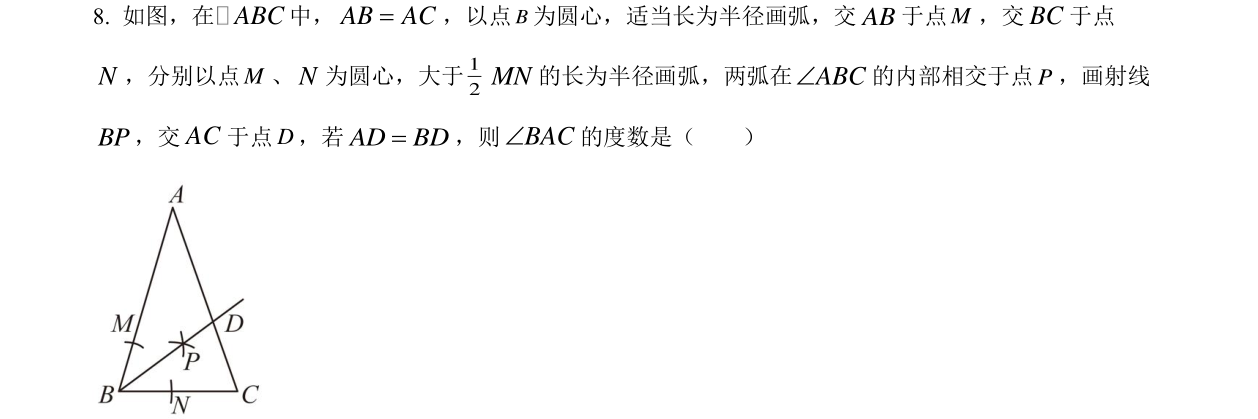 8. 如图，在□ABC中，AB = AC，以点B为圆心，适当长为半径画弧，交AB于点M，交BC于点
N，分别以点M、N为圆心，大于\frac{1}{2}MN的长为半径画弧，两弧在∠ABC的内部相交于点P，画射线
BP，交AC于点D，若AD = BD，则∠BAC的度数是（　　）
A
M
D
P
B
N
C